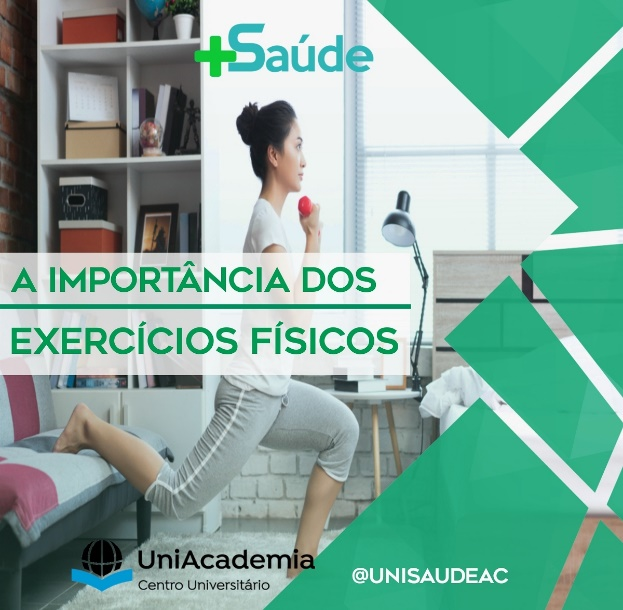 +Saúde
A IMPORTÂNCIA DOS
EXERCÍCIOS FÍSICOS
UniAcademia
Centro Universitário
@UNISAUDEAC